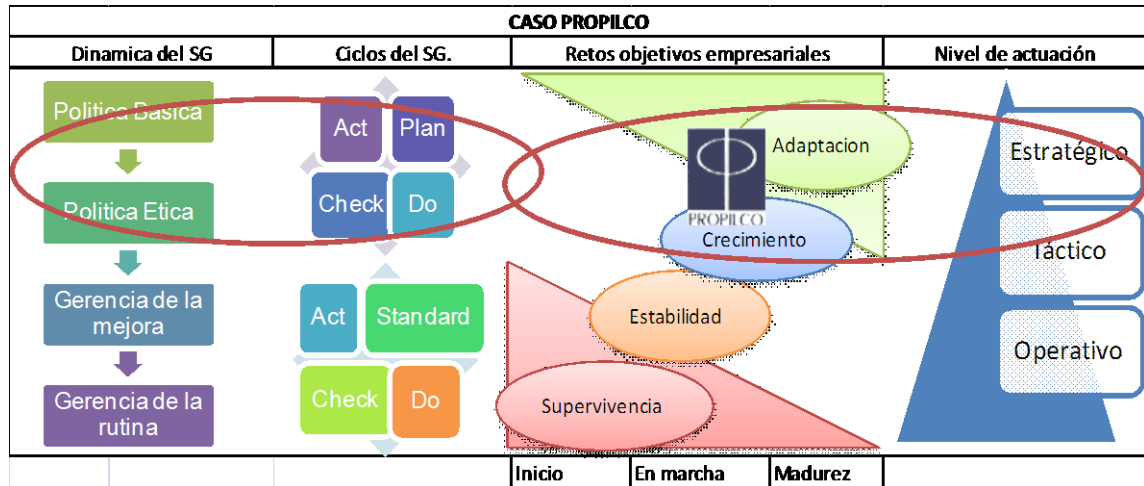 CASO PROPILCO
Dinamica del SG
Ciclos del SG.
Retos objetivos empresariales
Nivel de actuación
Politica Basica
Politica Etica
Gerencia de la
mejora
Gerencia de la
rutina
Act
Plan
Check
Do
Act
Standard
Check
Do
Adaptacion
PROPILCO
Crecimiento
Estabilidad
Supervivencia
Estratégico
Táctico
Operativo
Inicio
En marcha
Madurez